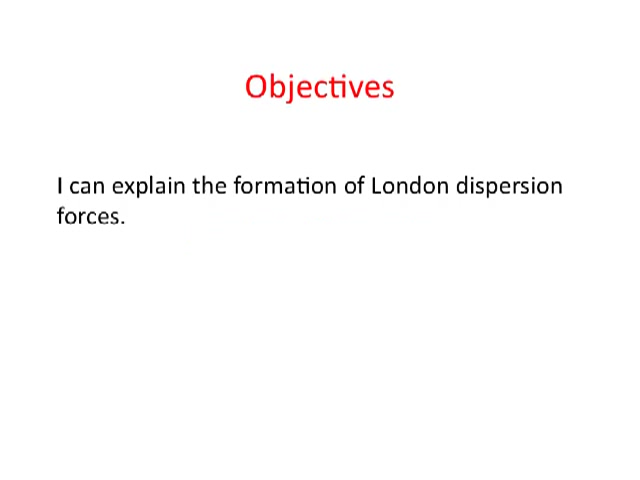 Objectives
I can explain the formation of London dispersion
forces.